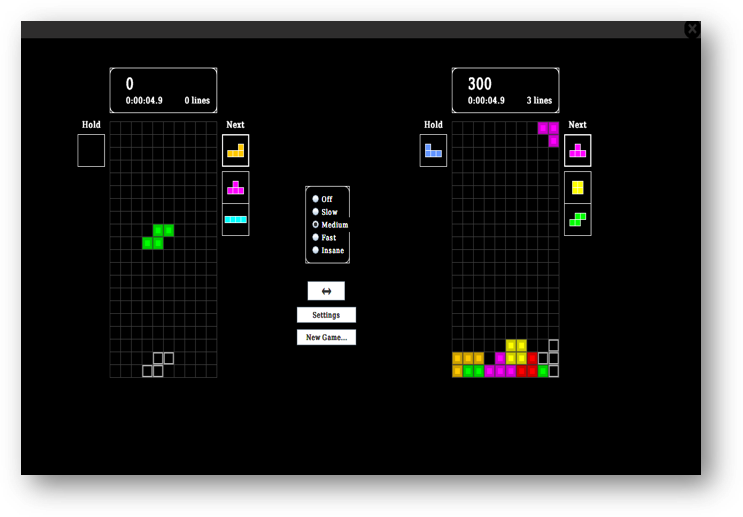 0
0:00:04.9 0 lines
Hold
Next
Off
Slow
Medium
Fast
Insane
↔
Settings
New Game...
300
0:00:04.9 3 lines
Hold
Next